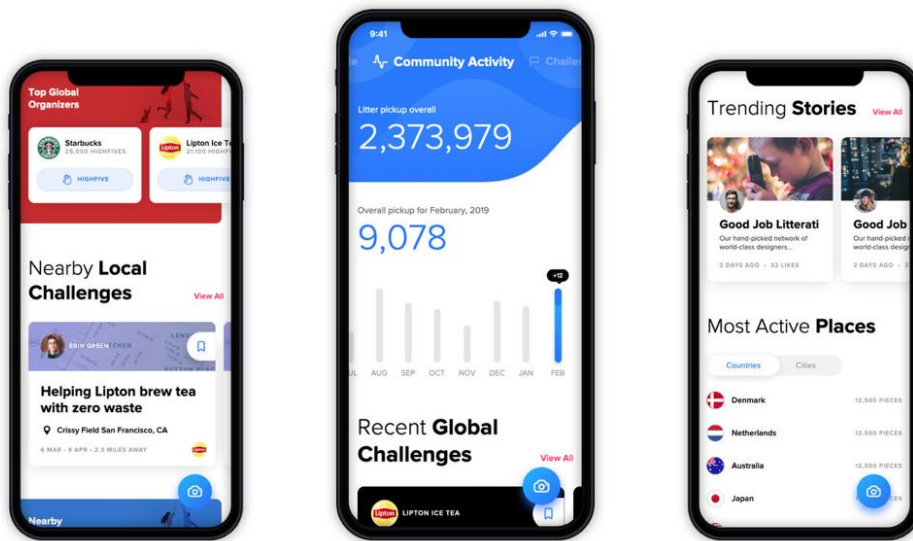 Top Global
Organizers
Starbucks
25,500 HIGHFIVES
HIGHFIVE
Lipton
Lipton Ice
21,100
HIGHFIVE
Nearby Local
Challenges
View All
ERIN GREEN
Helping Lipton brew tea
with zero waste
Crissy Field San Francisco, CA
6 MAR - 9 APR - 2.3 MILES AWAY
Nearby
9:41
Community Activity
Litter pickup overall
2,373,979
Overall pickup for February, 2019
9,078
+12
AUG SEP OCT NOV DEC JAN FEB
Recent Global
Challenges
View All
Lipton
LIPTON ICE TEA
Trending Stories
View All
Good Job Litterati
Our hand-picked network of
world-class designers...
2 DAYS AGO - 32 LIKES
Good Job
Our hand-picked
world-class
2 DAYS AGO
Most Active Places
Countries
Cities
Denmark
12,500 PIECES
Netherlands
12,500 PIECES
Australia
12,500 PIECES
Japan